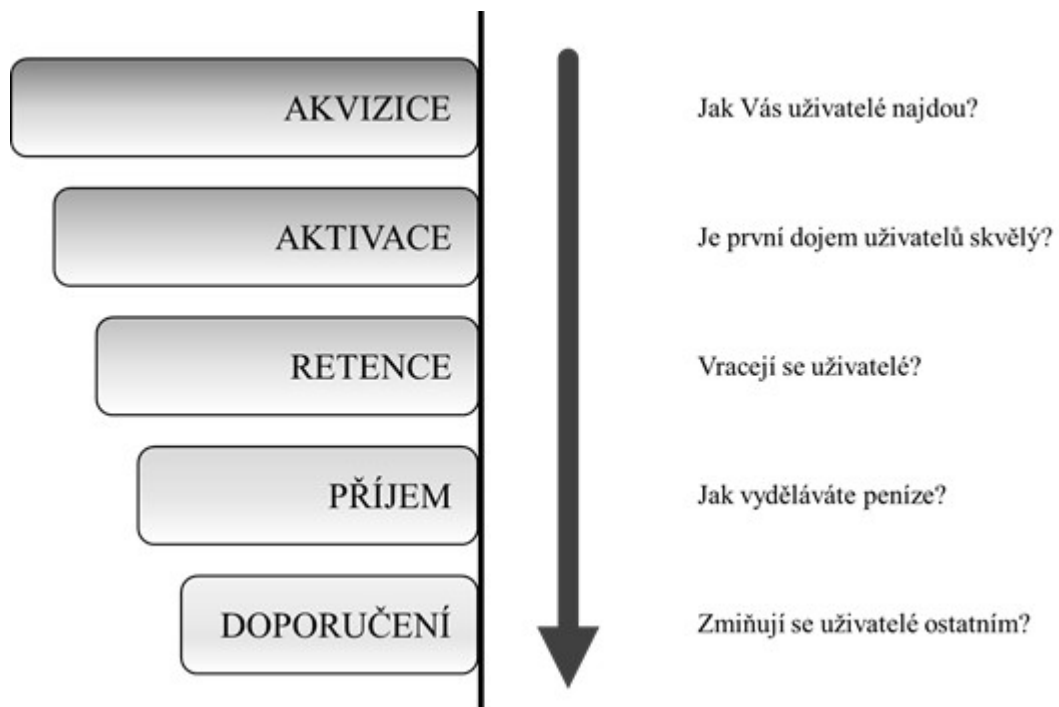 AKVIZICE
Jak Vás uživatelé najdou?
AKTIVACE
Je první dojem uživatelů skvělý?
RETENCE
Vracejí se uživatelé?
PŘÍJEM
Jak vyděláváte peníze?
DOPORUČENÍ
Zmiňují se uživatelé ostatním?